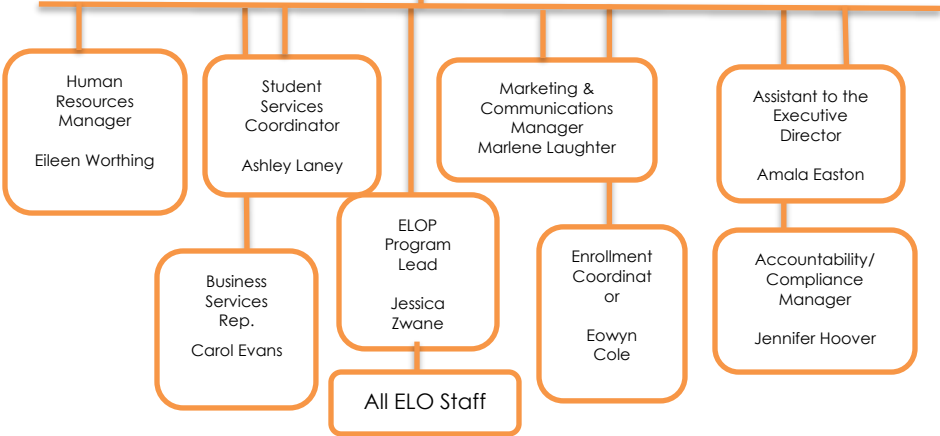 Human
Resources
Manager
Eileen Worthing
Student
Services
Coordinator
Ashley Laney
Marketing &
Communications
Manager
Marlene Laughter
Assistant to the
Executive
Director
Amala Easton
Business
Services
Rep.
Carol Evans
ELOP
Program
Lead
Jessica
Zwane
Enrollment
Coordinat
or
Eowyn
Cole
Accountability/
Compliance
Manager
Jennifer Hoover
All ELO Staff